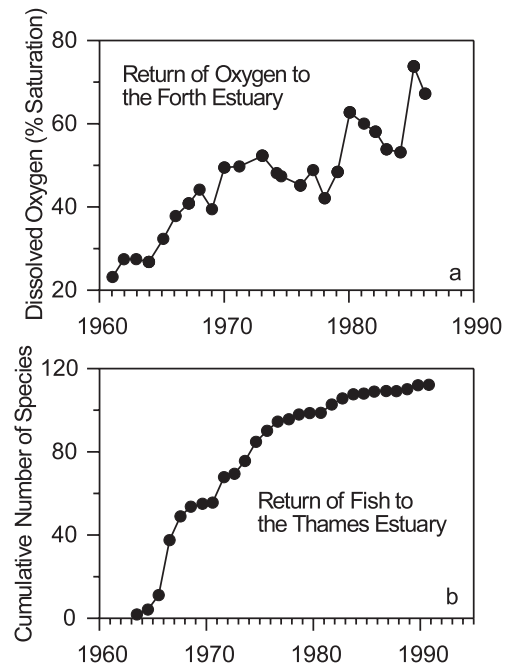 Dissolved Oxygen (% Saturation)
80
60
40
20
Return of Oxygen to
the Forth Estuary
a
1960 1970 1980 1990
Cumulative Number of Species
120
80
40
0
Return of Fish to
the Thames Estuary
b
1960 1970 1980 1990